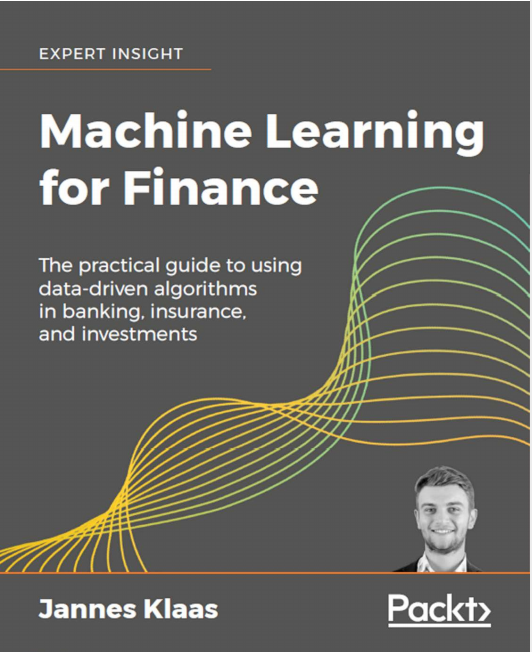 EXPERT INSIGHT
Machine Learning
for Finance
The practical guide to using
data-driven algorithms
in banking, insurance,
and investments
Jannes Klaas
Packt>